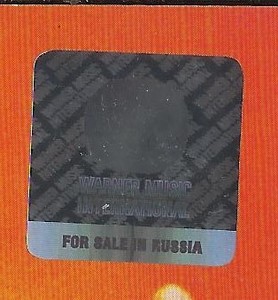 WARNER MUSIC
INTERNATIONAL
FOR SALE IN RUSSIA